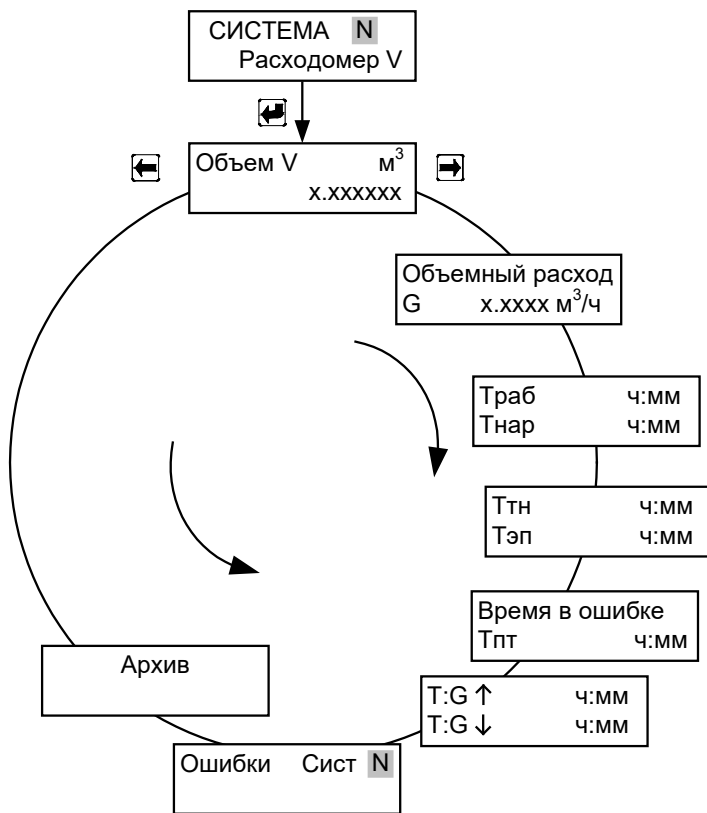 СИСТЕМА N
Расходомер V
Объем V м³
x.xxxxxx
Объемный расход
G x.xxxx м³/ч
Траб ч:мм
Тнар ч:мм
Ттн ч:мм
Тэп ч:мм
Время в ошибке
Тпт ч:мм
T:G ↑ ч:мм
T:G ↓ ч:мм
Архив
Ошибки Сист N